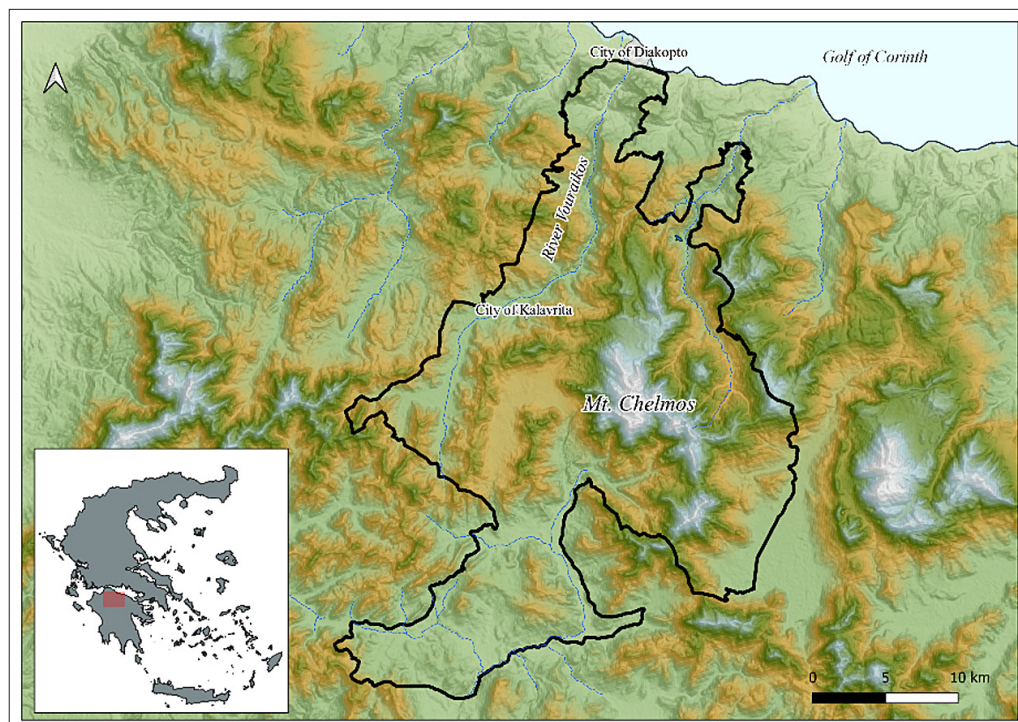 City of Diakopto
Golf of Corinth
River Vouraikos
City of Kalavrita
Mt. Chelmos
0 5 10 km